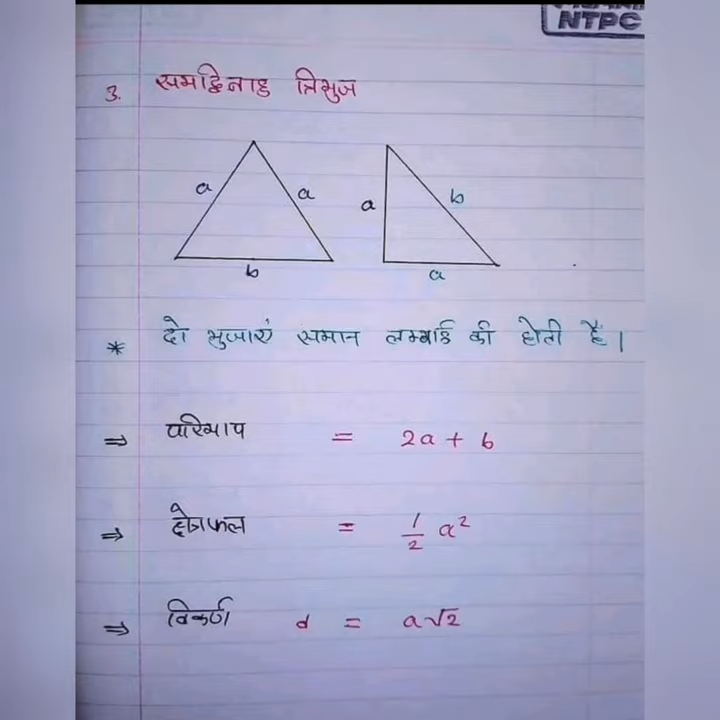 NTPC
3. समद्विबाहु त्रिभुज
a a b
a b a
* दो भुजाएं समान लम्बाई की होती हैं।
⇒ परिमाप = 2a + b
⇒ क्षेत्रफल = 1/2 a²
⇒ विकर्ण d = a√2